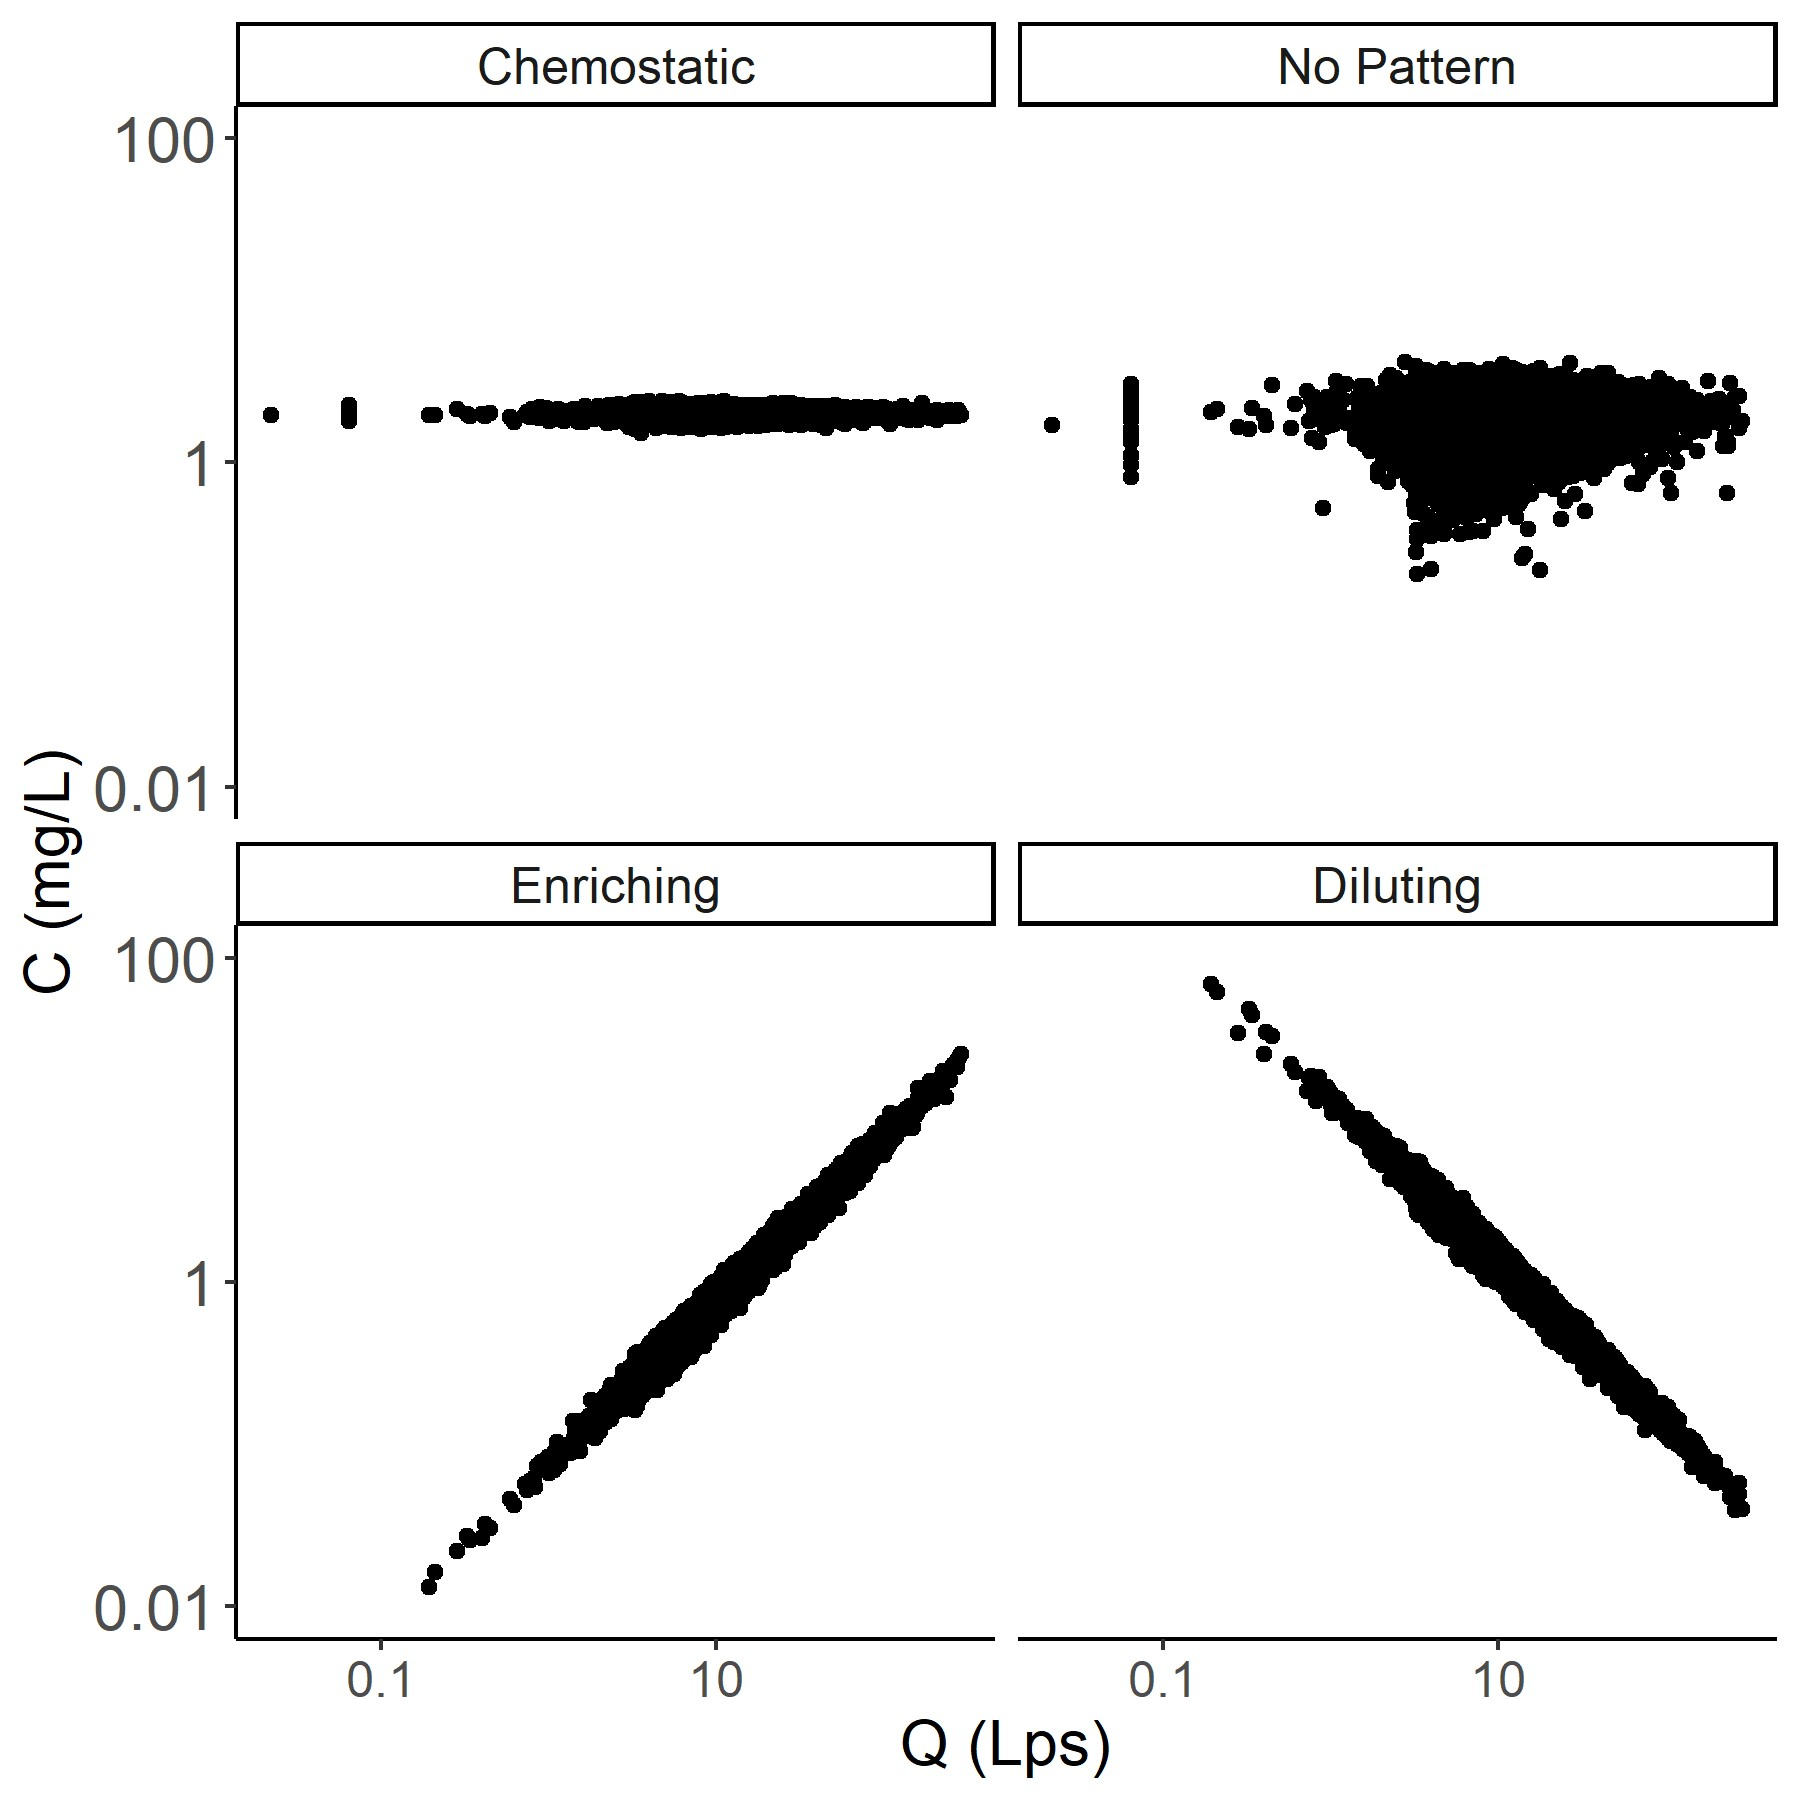 Chemostatic
No Pattern
100
1
0.01
C (mg/L)
Enriching
Diluting
100
1
0.01
0.1
10
0.1
10
Q (Lps)